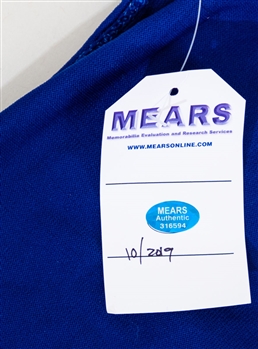 MEARS
Memorabilia Evaluation and Research Services
WWW.MEARSONLINE.COM
MEARS
Authentic
316594
10/2019